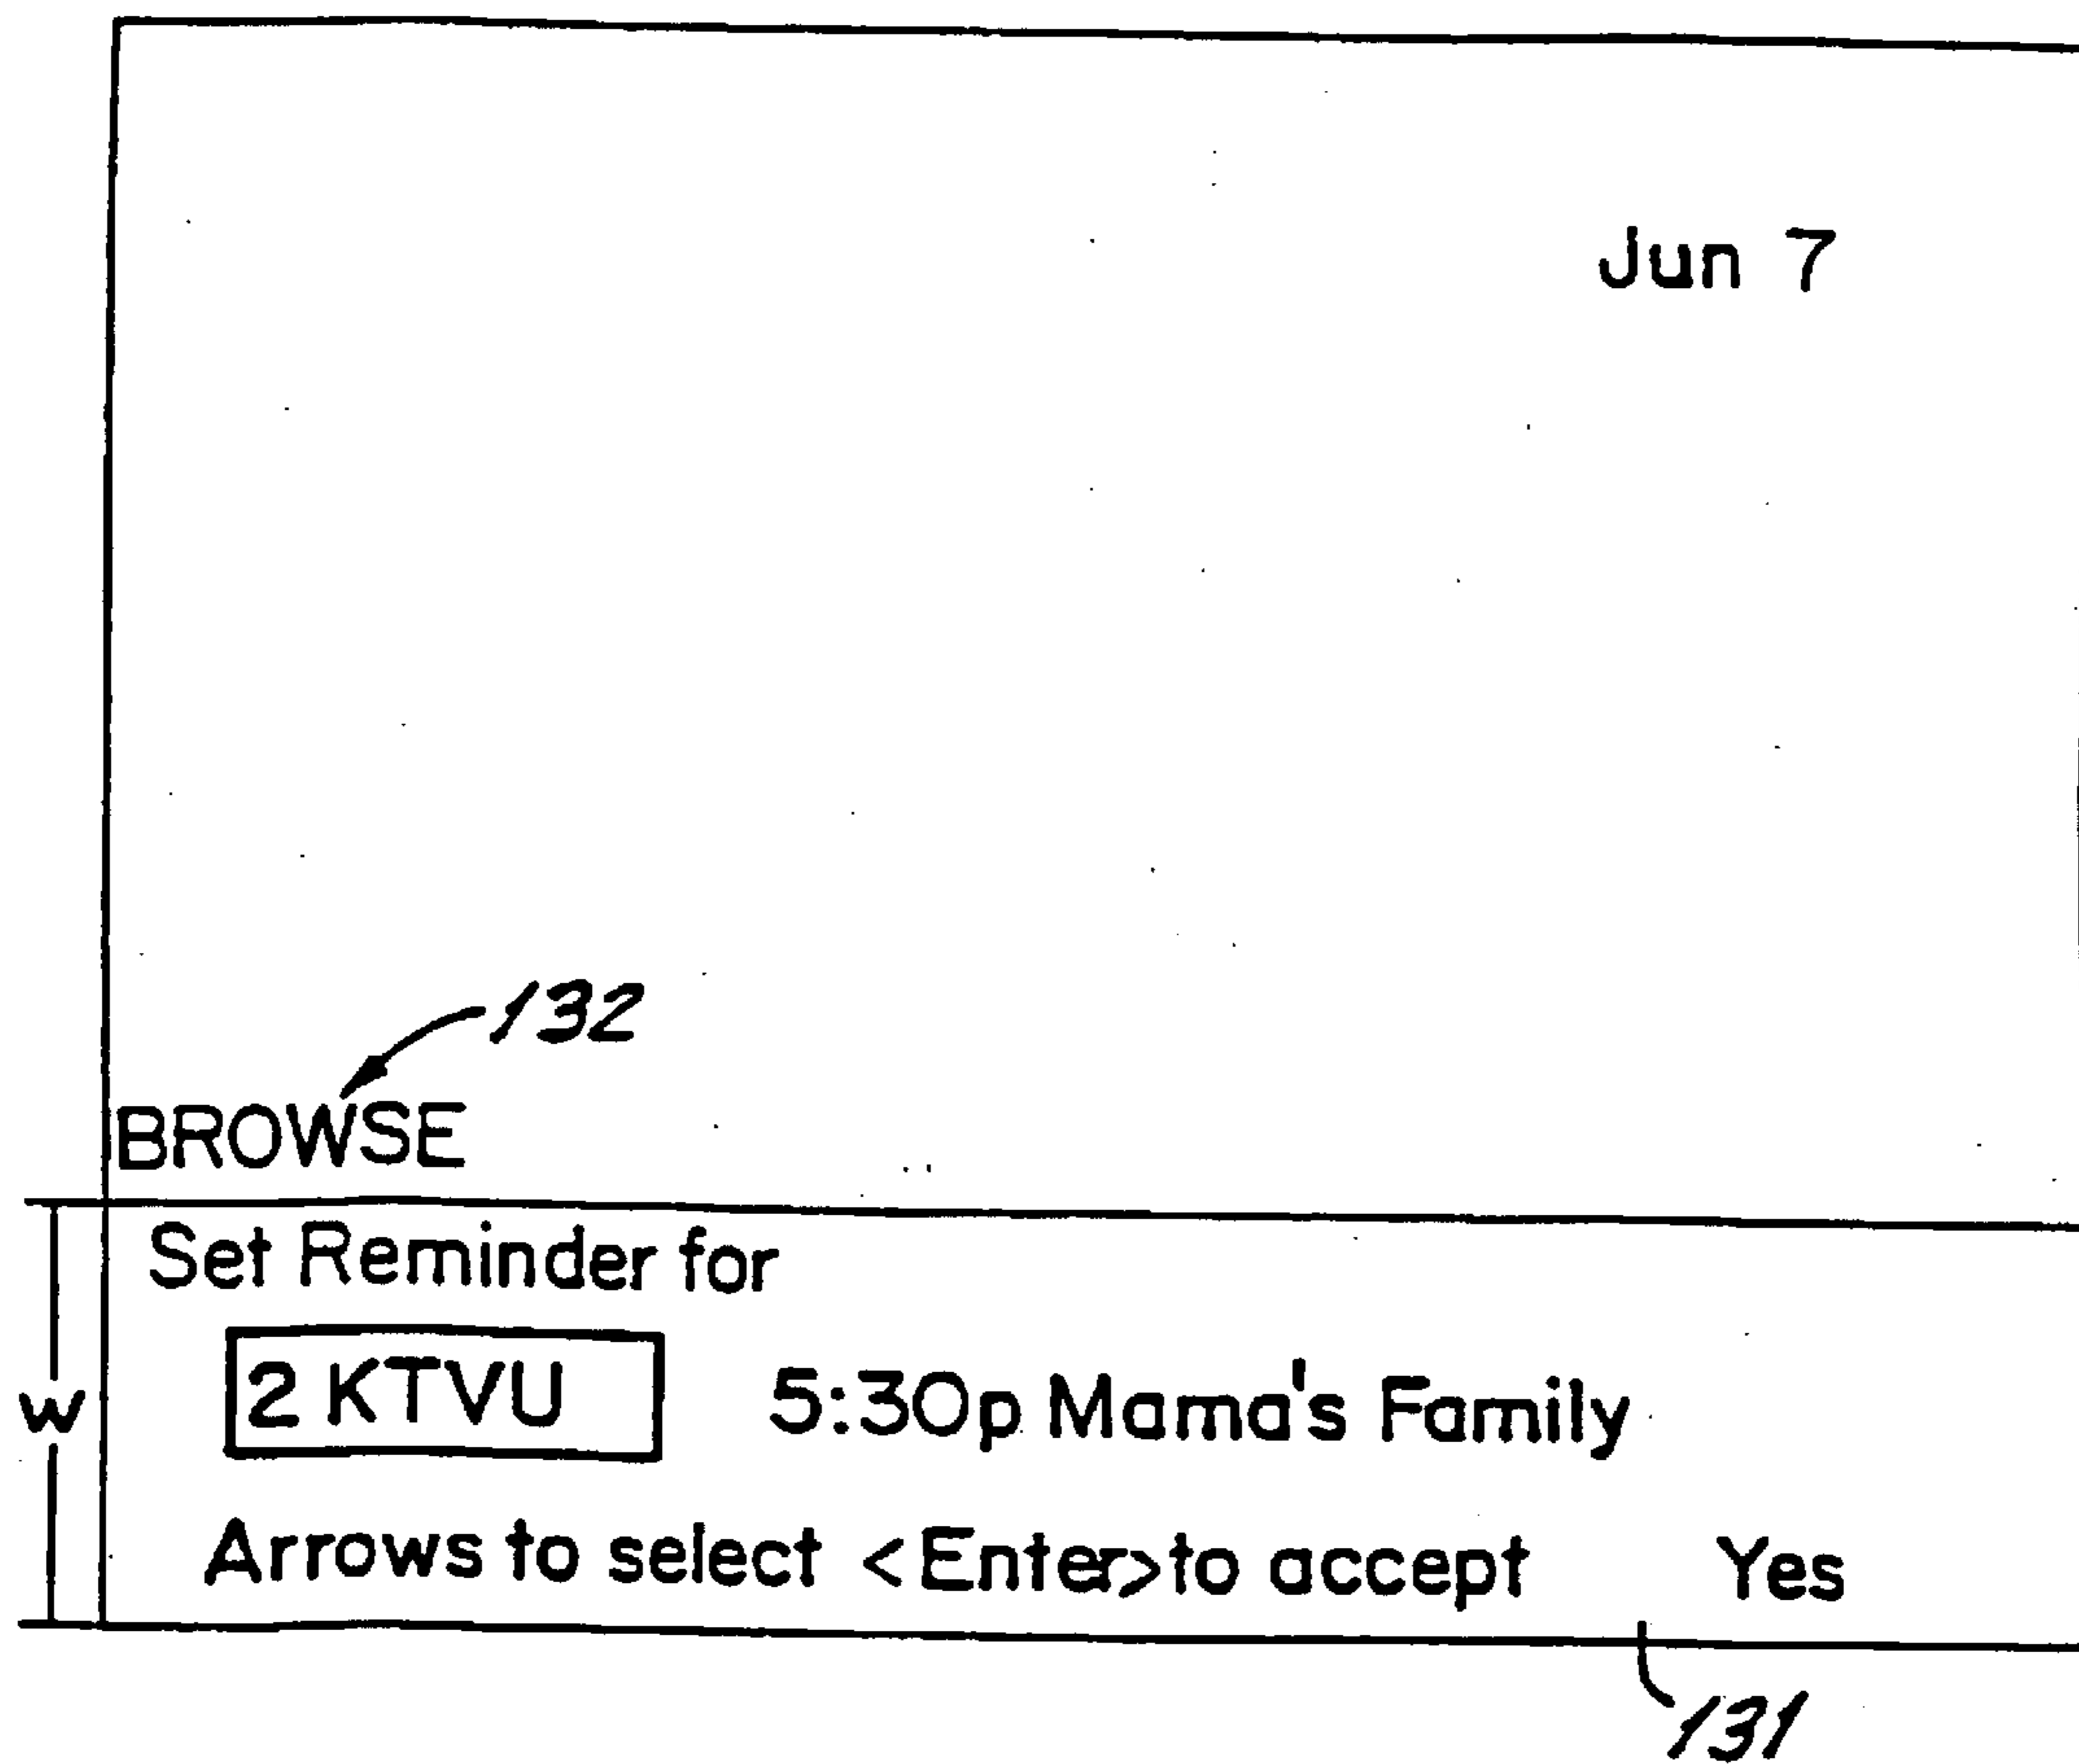 Jun 7
132
BROWSE
Set Reminder for
2 KTVU 5:30p Mama's Family
w
Arrows to select <Enter> to accept Yes
131